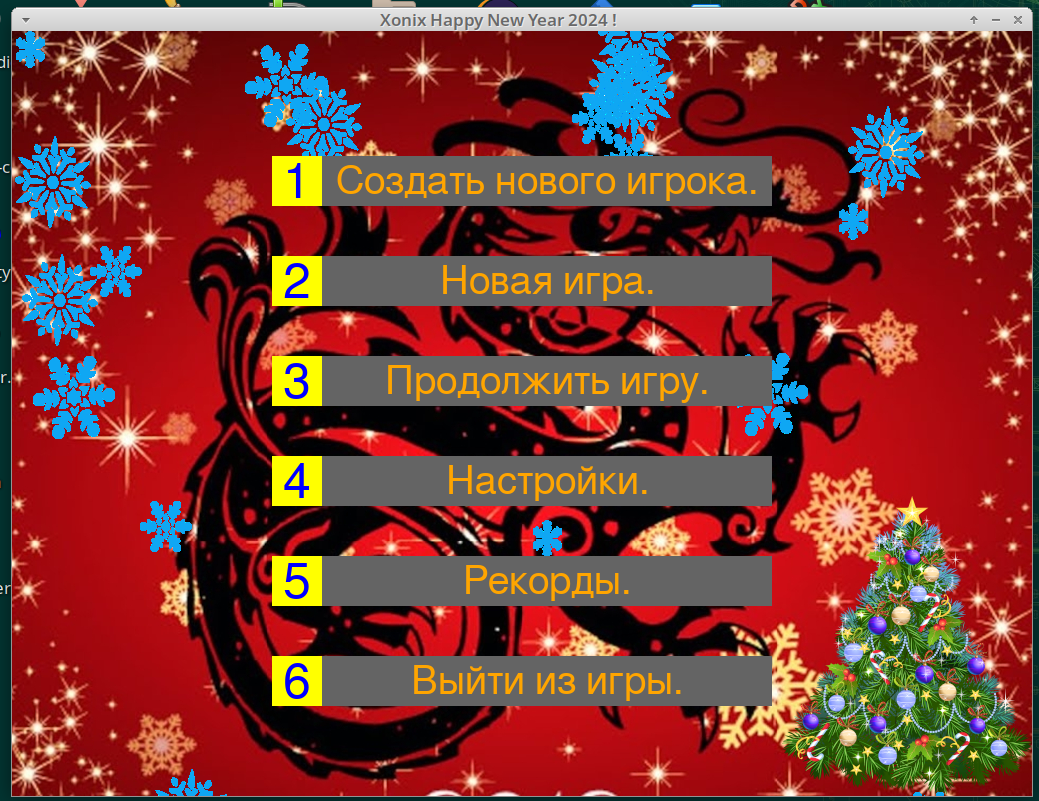 Xonix Happy New Year 2024 !
1 Создать нового игрока.
2 Новая игра.
3 Продолжить игру.
4 Настройки.
5 Рекорды.
6 Выйти из игры.